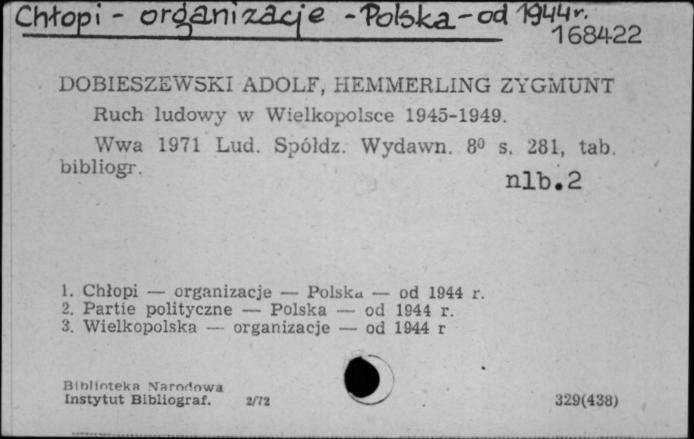 Chłopi - organizacje - Polska - od 1944 r.
168422
DOBIESZEWSKI ADOLF, HEMMERLING ZYGMUNT
Ruch ludowy w Wielkopolsce 1945-1949.
Wwa 1971 Lud. Spółdz. Wydawn. 8⁰ s. 281, tab.
bibliogr.
nlb.2
1. Chłopi — organizacje — Polska — od 1944 r.
2. Partie polityczne — Polska — od 1944 r.
3. Wielkopolska — organizacje — od 1944 r
Biblioteka Narodowa
Instytut Bibliograf. 2/72 329(438)